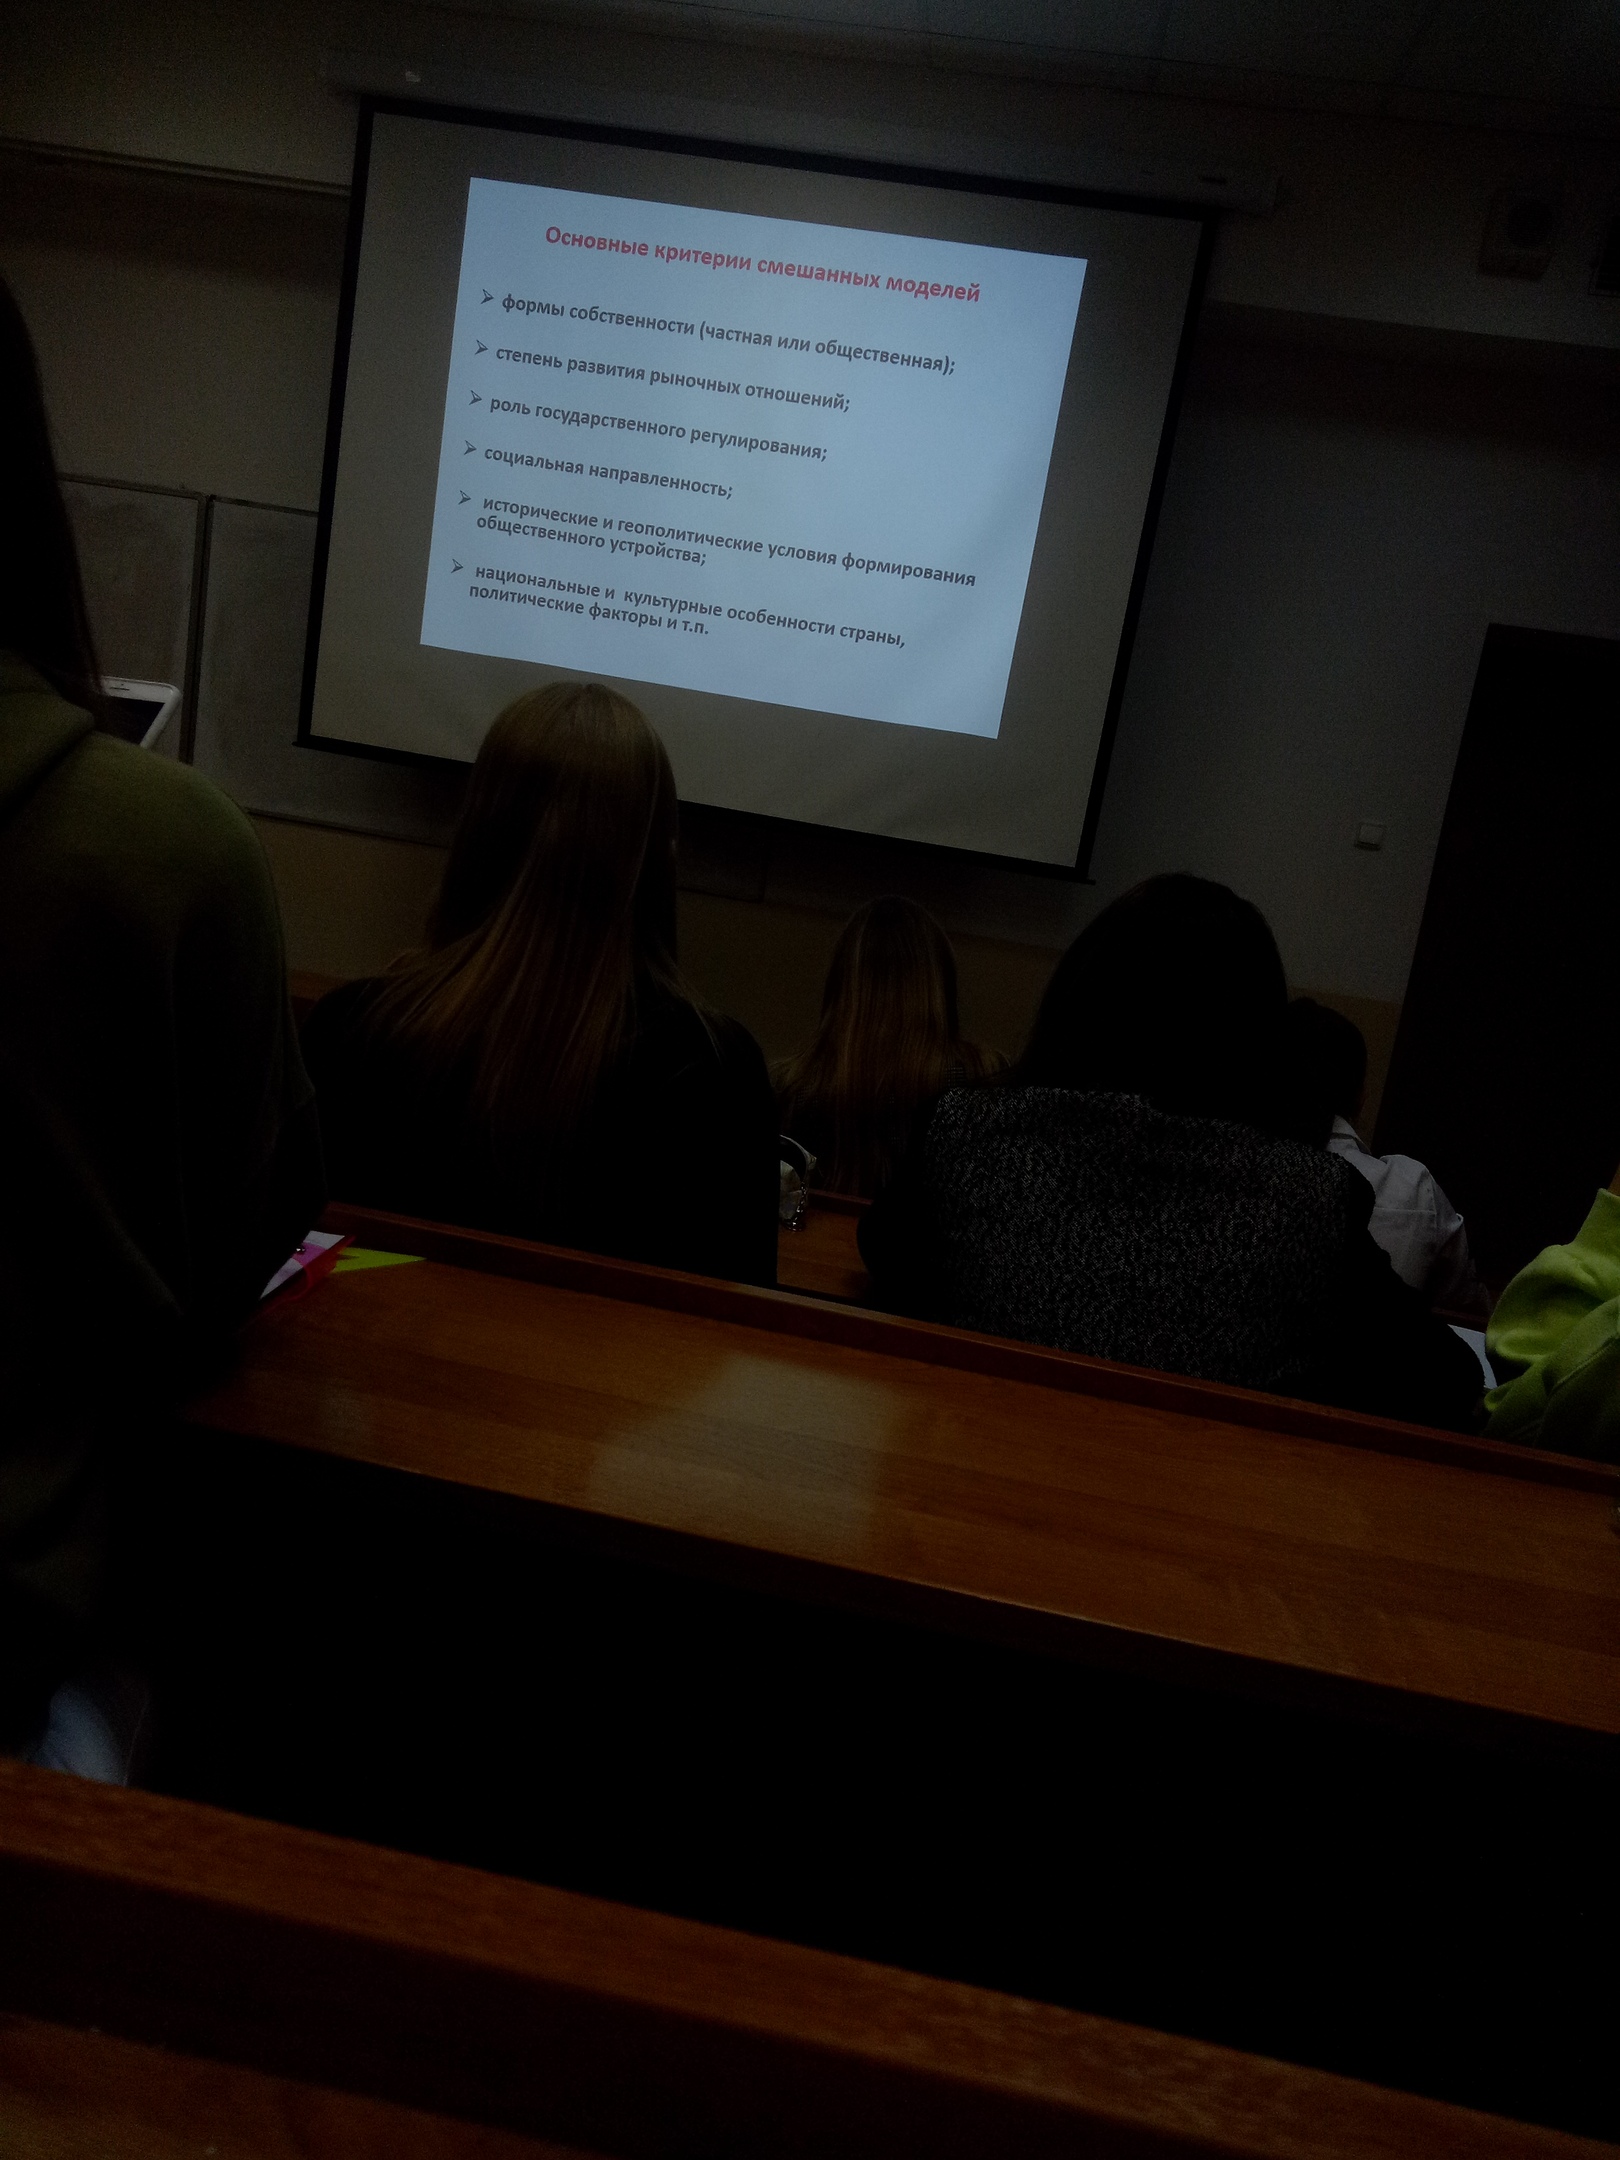 Основные критерии смешанных моделей
➢ формы собственности (частная или общественная);
➢ степень развития рыночных отношений;
➢ роль государственного регулирования;
➢ социальная направленность;
➢ исторические и геополитические условия формирования
общественного устройства;
➢ национальные и культурные особенности страны,
политические факторы и т.п.